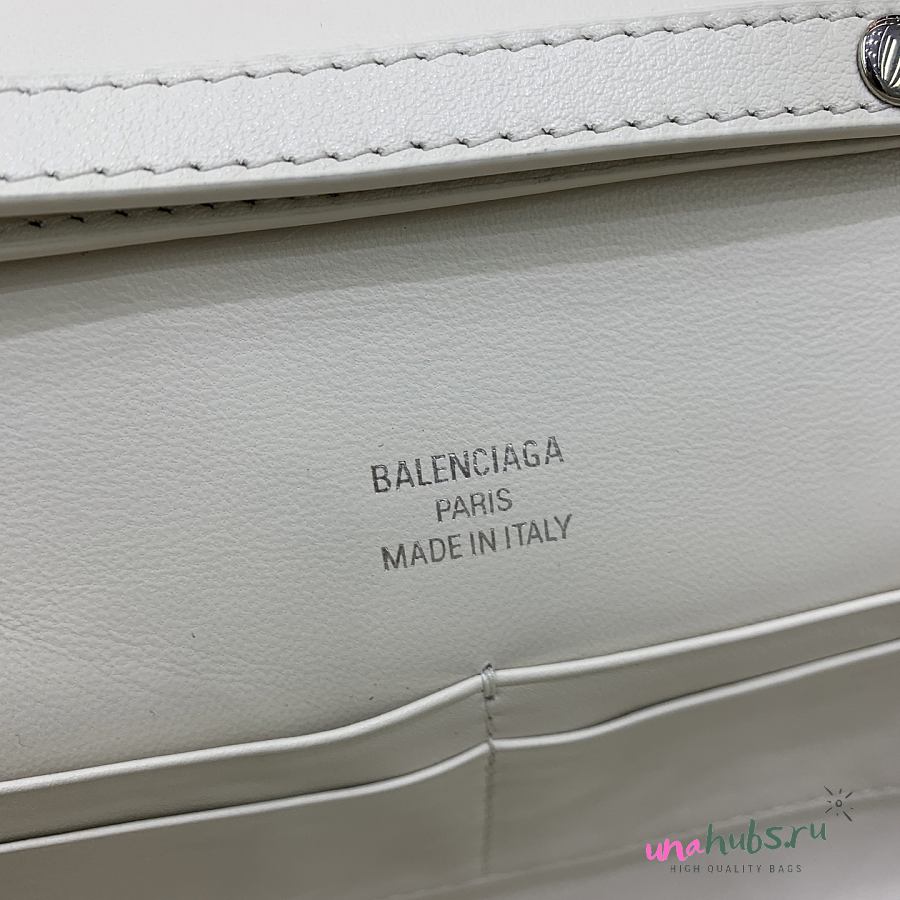 BALENCIAGA
PARIS
MADE IN ITALY
unahubs.ru
HIGH QUALITY BAGS